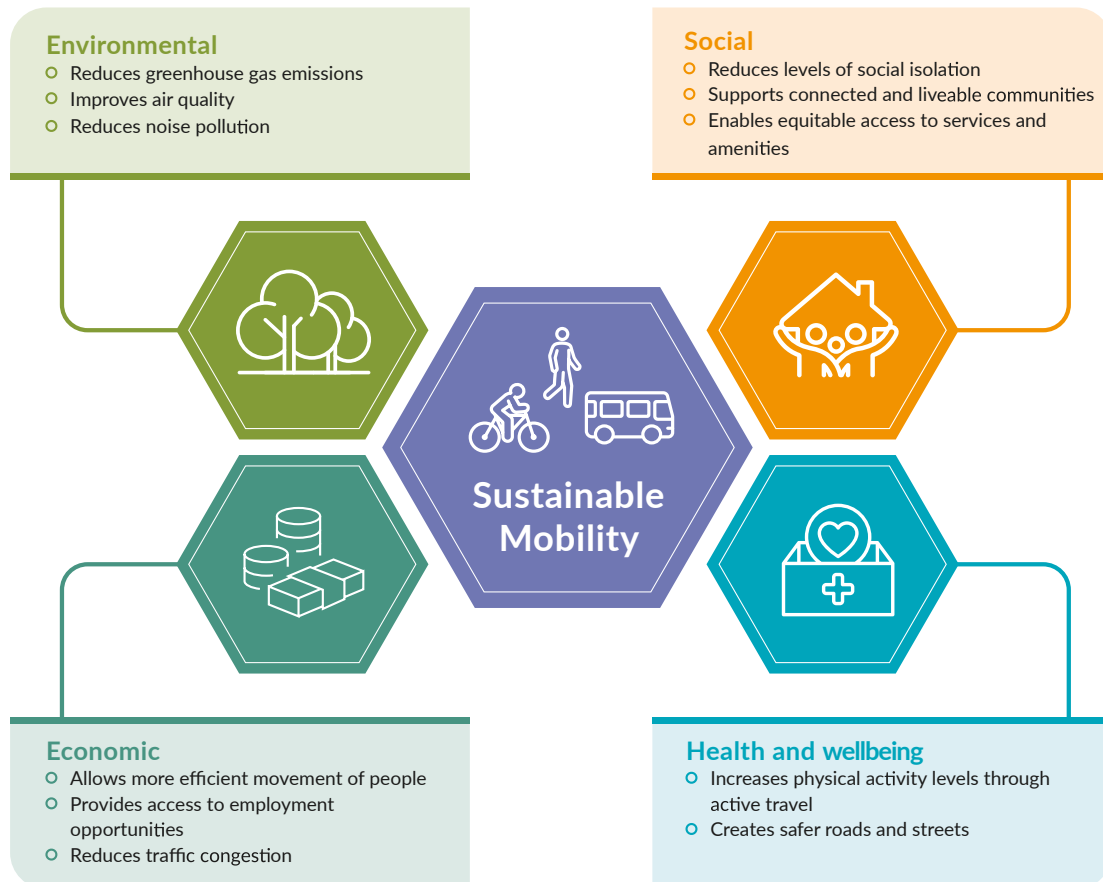 Environmental
Reduces greenhouse gas emissions
Improves air quality
Reduces noise pollution
Social
Reduces levels of social isolation
Supports connected and liveable communities
Enables equitable access to services and
amenities
Sustainable
Mobility
Economic
Allows more efficient movement of people
Provides access to employment
opportunities
Reduces traffic congestion
Health and wellbeing
Increases physical activity levels through
active travel
Creates safer roads and streets